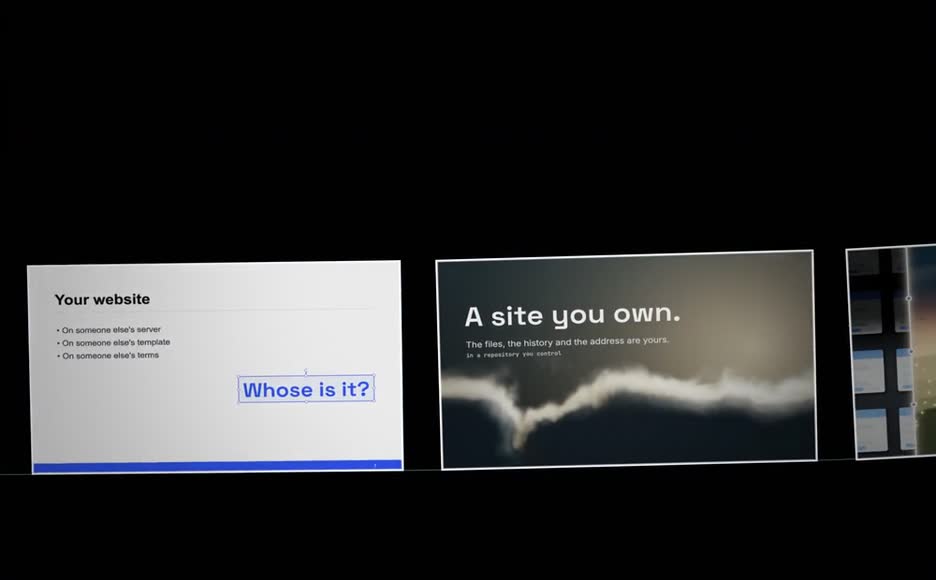 Your website
• On someone else's server
• On someone else's template
• On someone else's terms
Whose is it?
A site you own.
The files, the history and the address are yours.
in a repository you control